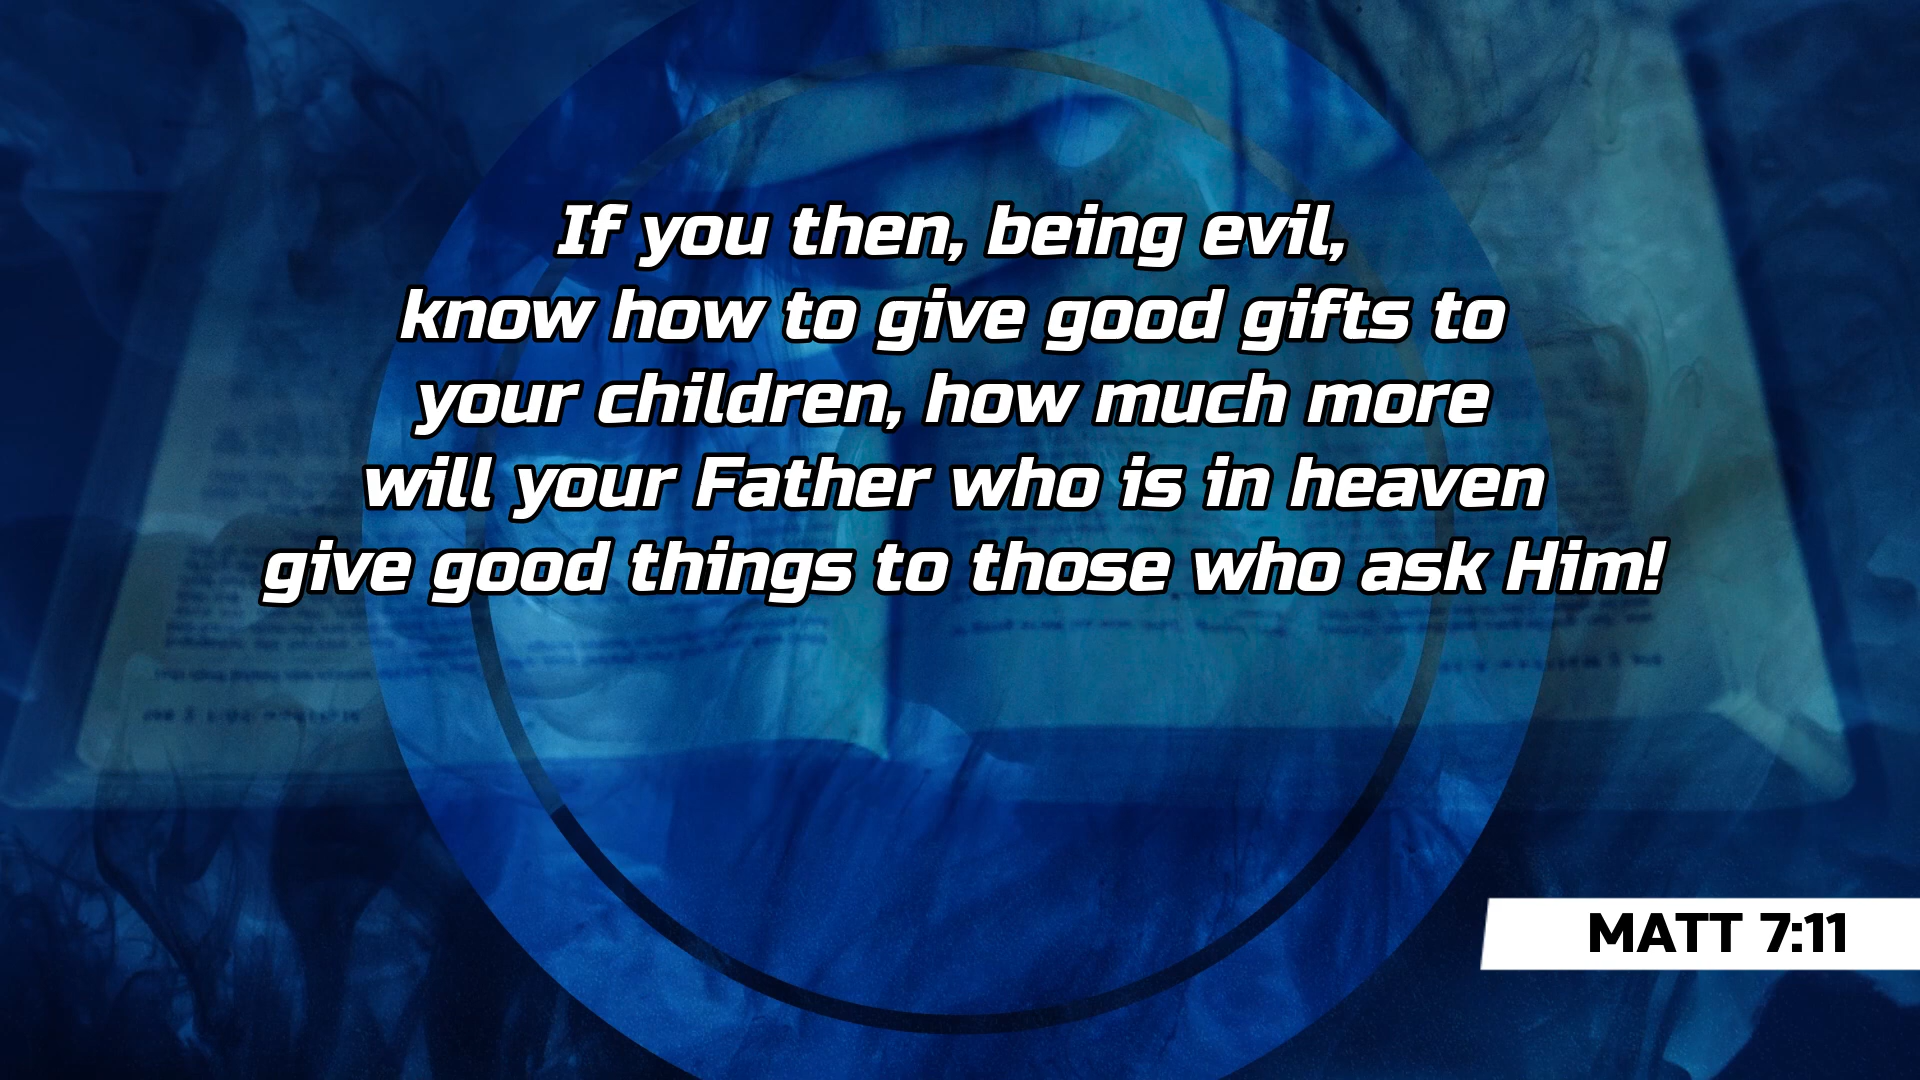 If you then, being evil,
know how to give good gifts to
your children, how much more
will your Father who is in heaven
give good things to those who ask Him!
MATT 7:11